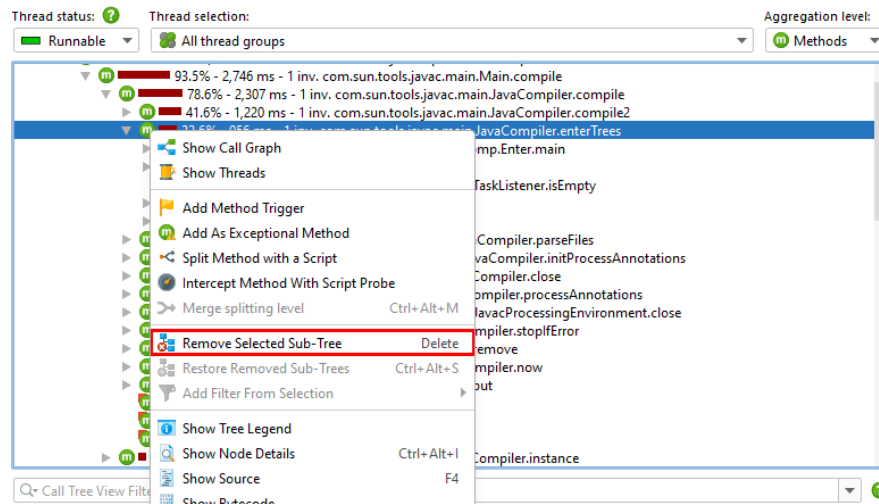 Thread status: Thread selection: Aggregation level:
Runnable All thread groups Methods
93.5% - 2,746 ms - 1 inv. com.sun.tools.javac.main.Main.compile
78.6% - 2,307 ms - 1 inv. com.sun.tools.javac.main.JavaCompiler.compile
41.6% - 1,220 ms - 1 inv. com.sun.tools.javac.main.JavaCompiler.compile2
JavaCompiler.enterTrees
Show Call Graph mp.Enter.main
Show Threads
TaskListener.isEmpty
Add Method Trigger
Add As Exceptional Method
Compiler.parseFiles
Split Method with a Script vaCompiler.initProcessAnnotations
Compiler.close
Intercept Method With Script Probe
ompiler.processAnnotations
Merge splitting level Ctrl+Alt+M JavacProcessingEnvironment.close
mpiler.stopIfError
Remove Selected Sub-Tree Delete remove
Restore Removed Sub-Trees Ctrl+Alt+S mpiler.now
Add Filter From Selection put
Show Tree Legend
Show Node Details Ctrl+Alt+I Compiler.instance
Show Source F4
Show Bytecode
Call Tree View Filte